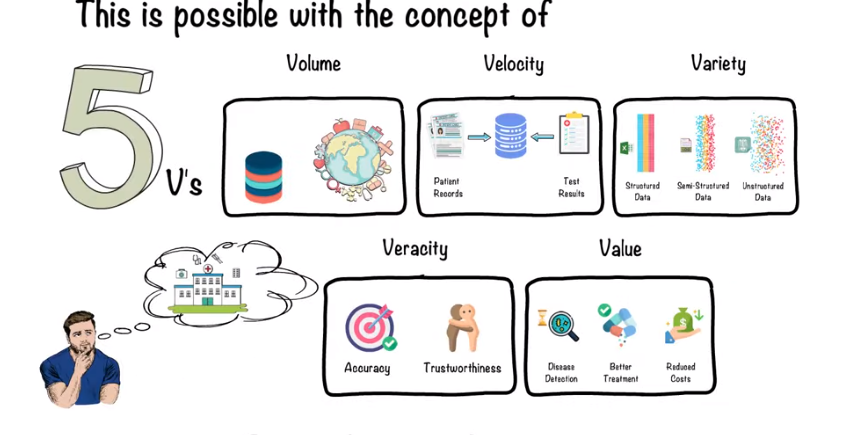 This is possible with the concept of
5
V's
Volume
Velocity
Variety
Patient
Records
Test
Results
Structured
Data
Semi-Structured
Data
Unstructured
Data
Veracity
Value
Accuracy
Trustworthiness
Disease
Detection
Better
Treatment
Reduced
Costs